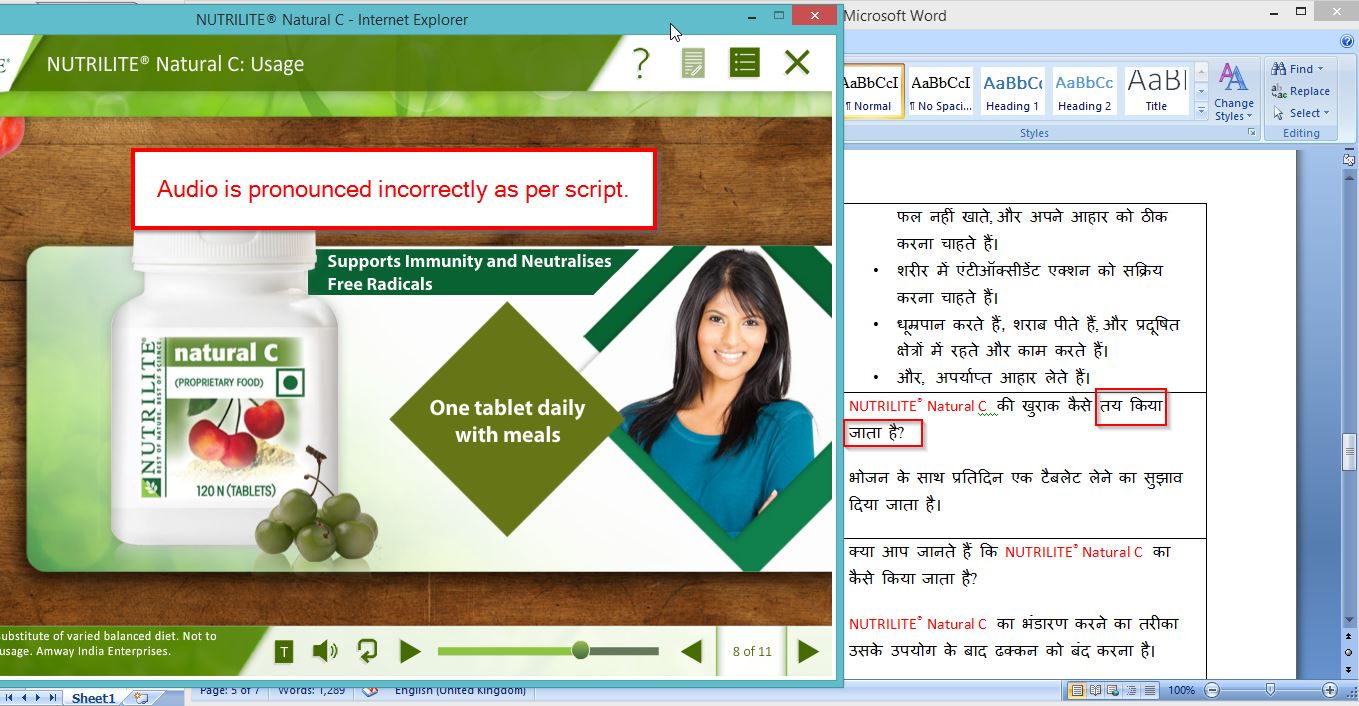 NUTRILITE® Natural C - Internet Explorer
Microsoft Word
NUTRILITE® Natural C: Usage
?
Audio is pronounced incorrectly as per script.
Supports Immunity and Neutralises
Free Radicals
One tablet daily
with meals
NUTRILITE®
BEST OF NATURE. BEST OF SCIENCE.
natural C
(PROPRIETARY FOOD)
120 N (TABLETS)
substitute of varied balanced diet. Not to
usage. Amway India Enterprises.
T
8 of 11
Sheet1
AaBbCcI AaBbCcI AaBbC AaBbCc AaBl
¶ Normal ¶ No Spaci... Heading 1 Heading 2 Title
Change
Styles
Find
Replace
Select
Styles
Editing
फल नहीं खाते, और अपने आहार को ठीक
करना चाहते हैं।
• शरीर में एंटीऑक्सीडेंट एक्शन को सक्रिय
करना चाहते हैं।
• धूम्रपान करते हैं, शराब पीते हैं, और प्रदूषित
क्षेत्रों में रहते और काम करते हैं।
• और, अपर्याप्त आहार लेते हैं।
NUTRILITE® Natural C की खुराक कैसे तय किया
जाता है?
भोजन के साथ प्रतिदिन एक टैबलेट लेने का सुझाव
दिया जाता है।
क्या आप जानते हैं कि NUTRILITE® Natural C का
कैसे किया जाता है?
NUTRILITE® Natural C का भंडारण करने का तरीका
उसके उपयोग के बाद ढक्कन को बंद करना है।
Page: 5 of 7 Words: 1,289 English (United Kingdom)
100%